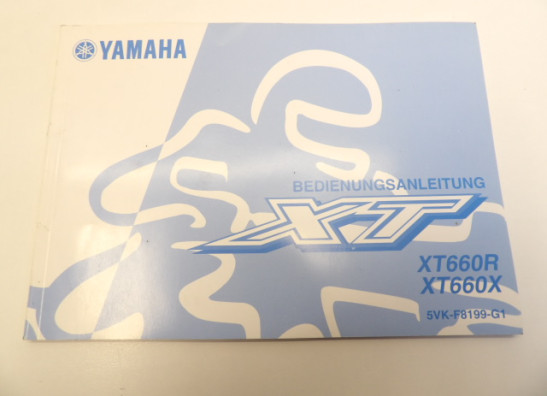 YAMAHA
BEDIENUNGSANLEITUNG
XT
XT660R
XT660X
5VK-F8199-G1